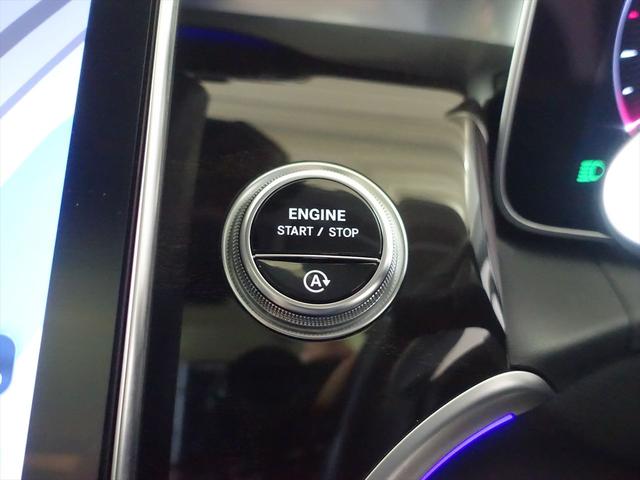 ENGINE
START / STOP
A